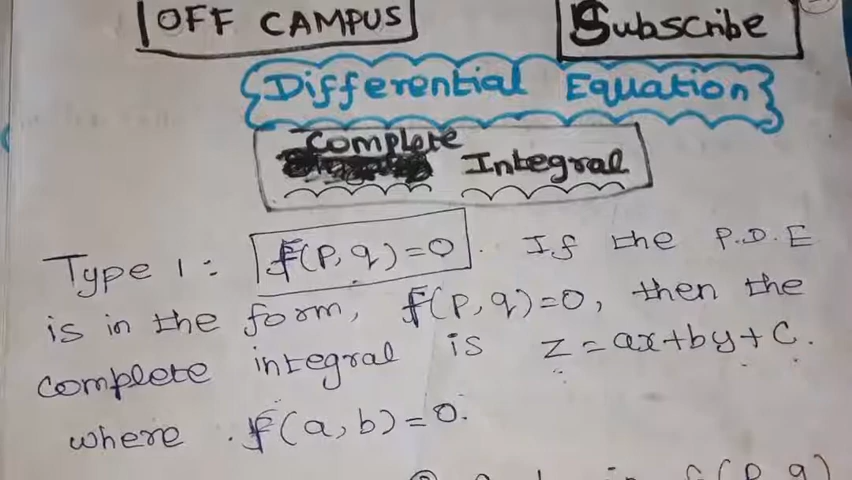 OFF CAMPUS
Subscribe
Differential Equation
Complete
Integral
Type 1: f(p, q)=0. If the P.D.E
is in the form, f(p, q)=0, then the
complete integral is z=ax+by+c.
where f(a, b)=0.
f(p, q)